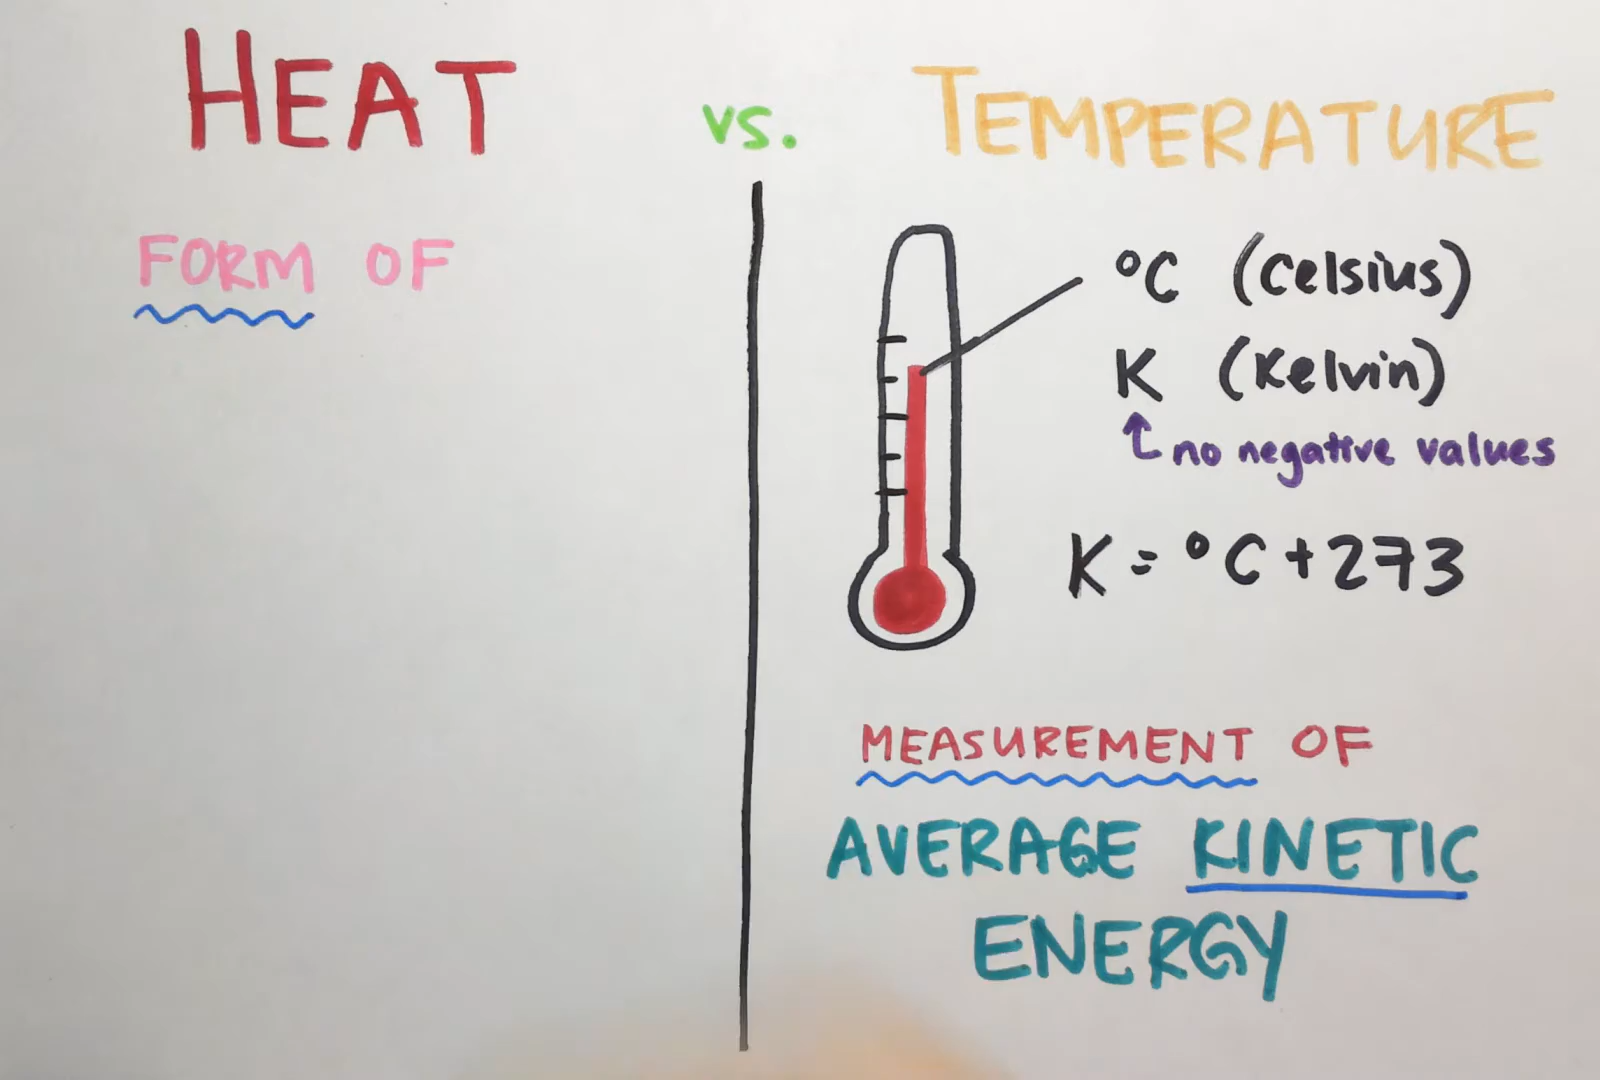 HEAT vs. TEMPERATURE
FORM OF
°C (Celsius)
K (Kelvin)
no negative values
K = °C + 273
MEASUREMENT OF
AVERAGE KINETIC
ENERGY